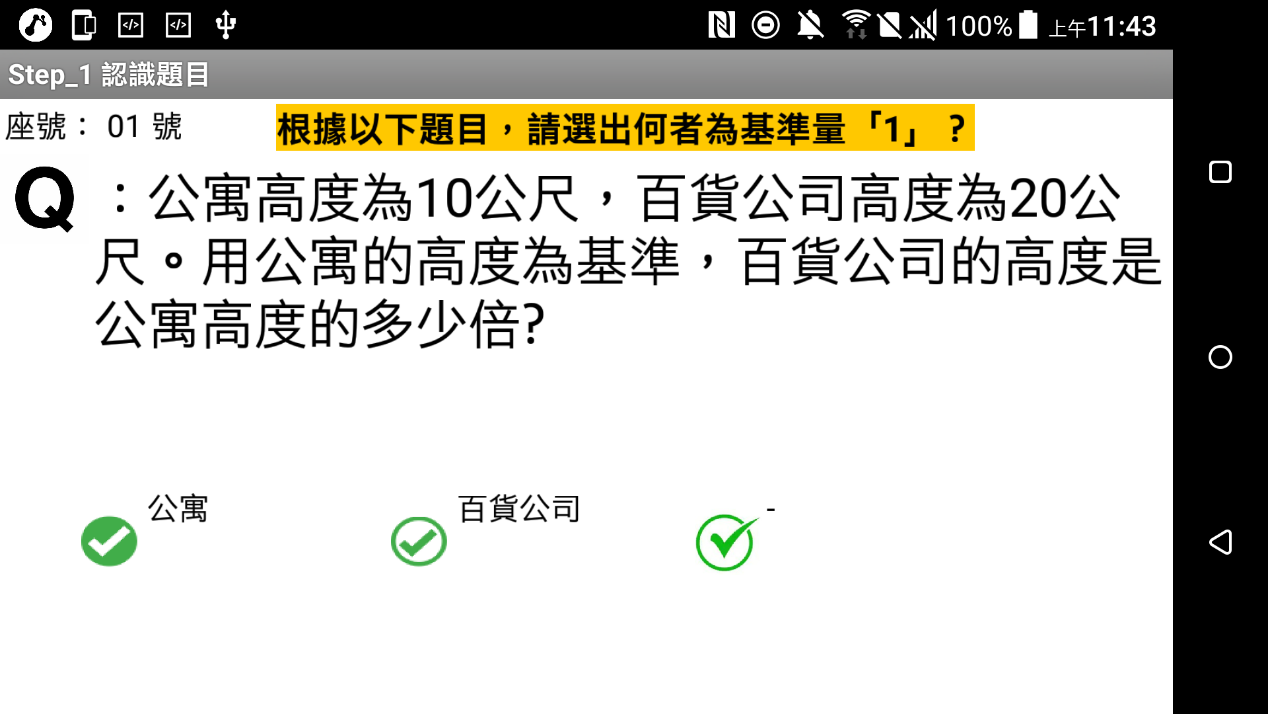 100% 上午11:43
Step_1 認識題目
座號： 01 號 根據以下題目，請選出何者為基準量「1」 ?
Q ：公寓高度為10公尺，百貨公司高度為20公
尺。用公寓的高度為基準，百貨公司的高度是
公寓高度的多少倍?
公寓 百貨公司 -